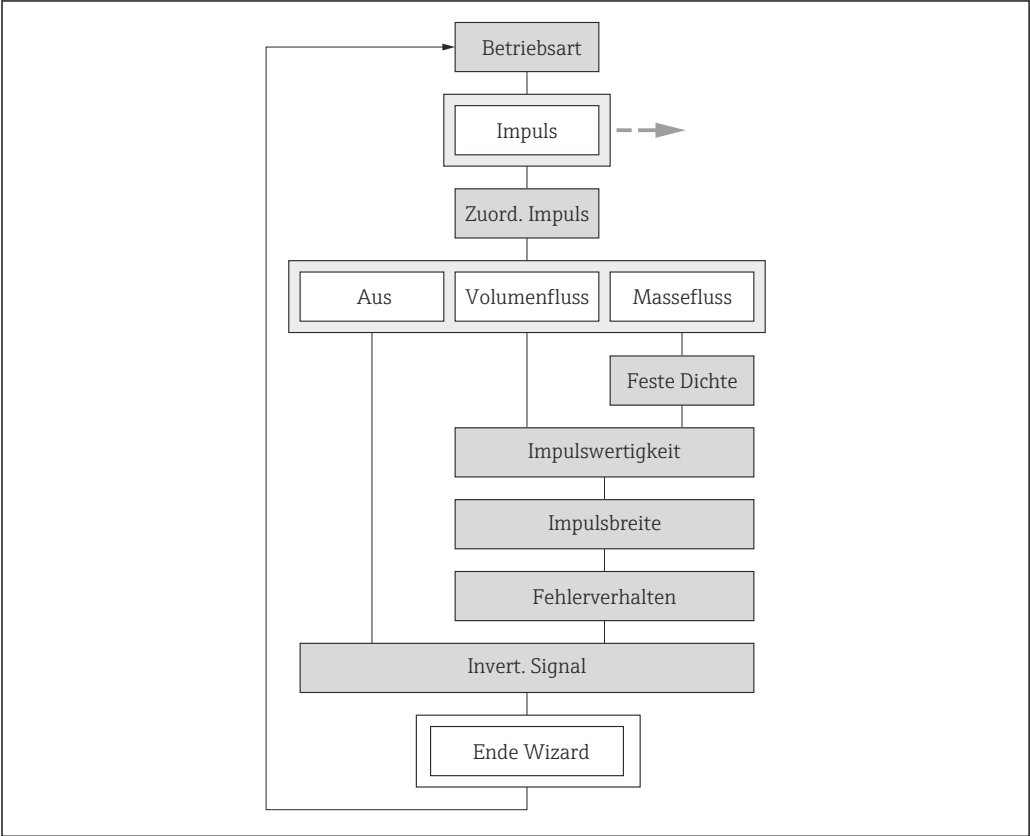 Betriebsart
Impuls
Zuord. Impuls
Aus
Volumenfluss
Massefluss
Feste Dichte
Impulswertigkeit
Impulsbreite
Fehlerverhalten
Invert. Signal
Ende Wizard